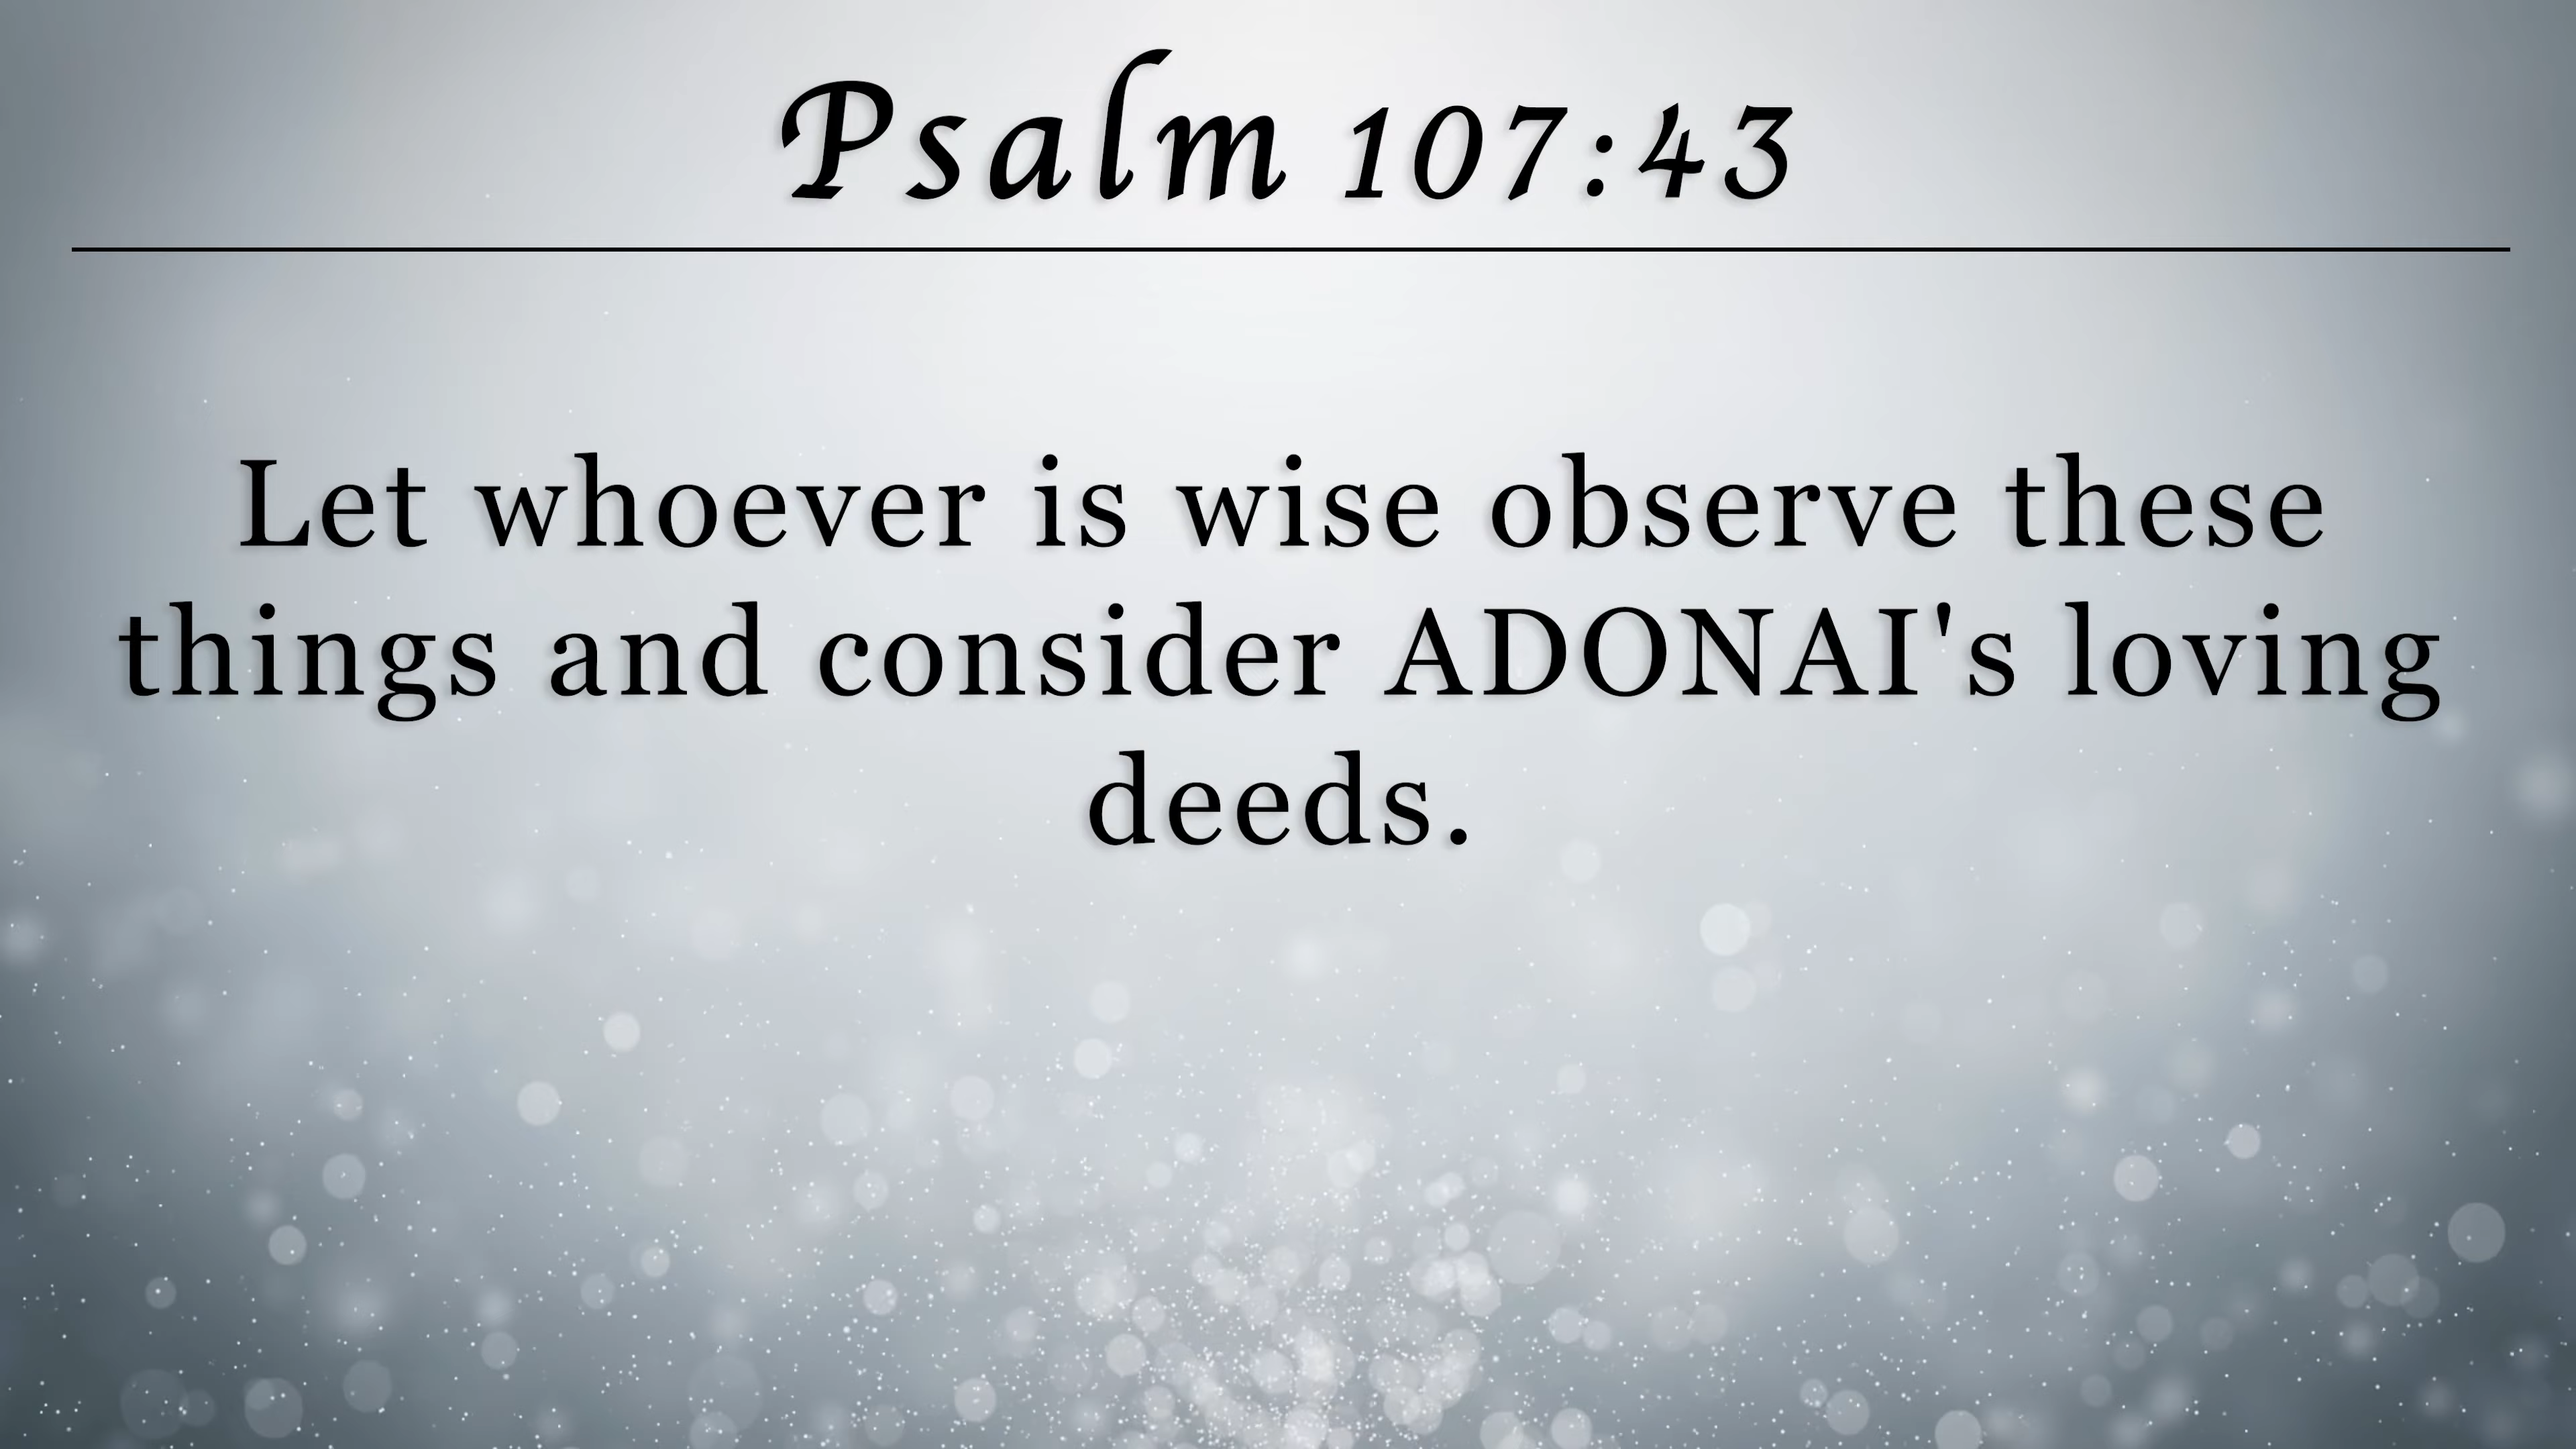 Psalm 107:43
Let whoever is wise observe these
things and consider ADONAI's loving
deeds.